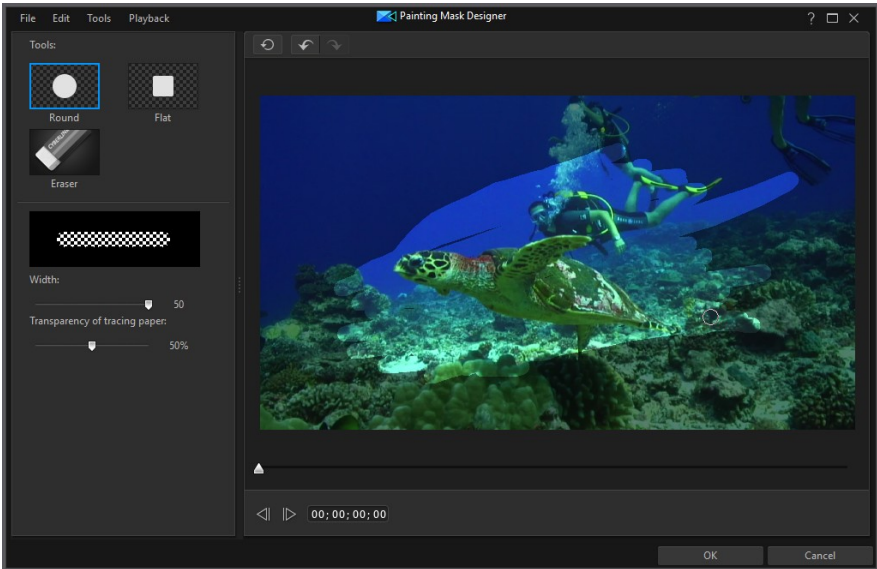 Painting Mask Designer
File Edit Tools Playback
?
Tools:
Round Flat
Eraser
Width:
50
Transparency of tracing paper:
50%
00;00;00;00
OK Cancel